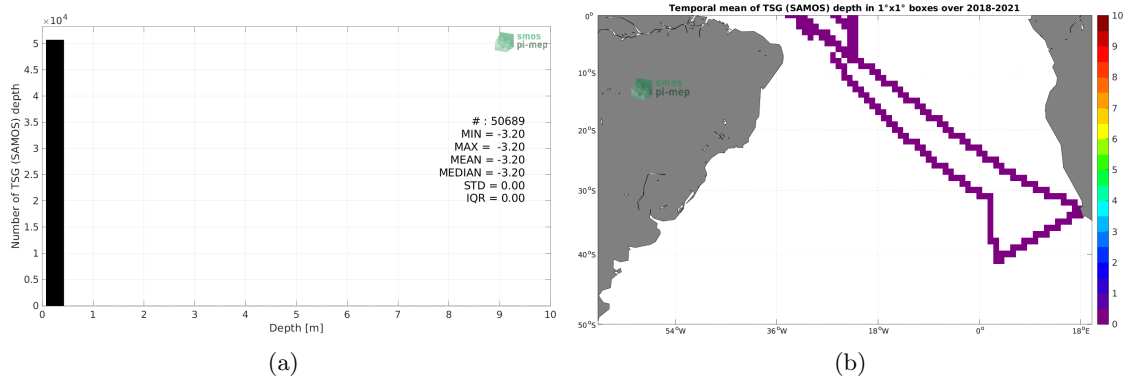 ×10⁴
5
4.5
4
3.5
3
2.5
2
1.5
1
0.5
0
Number of TSG (SAMOS) depth
smos
pi-mep
# : 50689
MIN = -3.20
MAX = -3.20
MEAN = -3.20
MEDIAN = -3.20
STD = 0.00
IQR = 0.00
0 1 2 3 4 5 6 7 8 9 10
Depth [m]
(a)
Temporal mean of TSG (SAMOS) depth in 1°x1° boxes over 2018-2021
0°
10°S
20°S
30°S
40°S
50°S
smos
pi-mep
54°W 36°W 18°W 0° 18°E
10
9
8
7
6
5
4
3
2
1
0
(b)